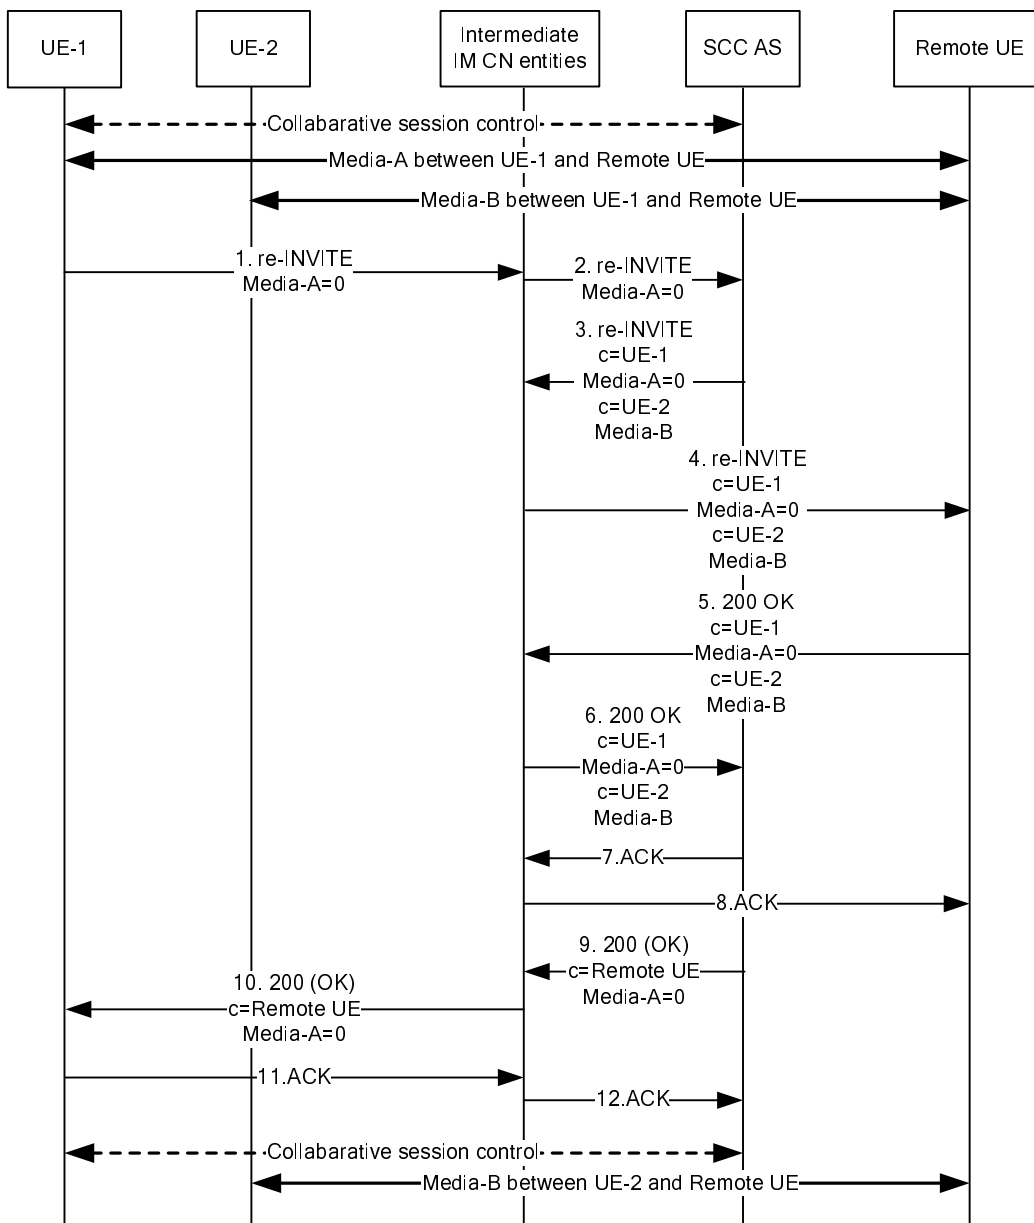 UE-1
UE-2
Intermediate
IM CN entities
SCC AS
Remote UE
Collabarative session control
Media-A between UE-1 and Remote UE
Media-B between UE-1 and Remote UE
1. re-INVITE
Media-A=0
2. re-INVITE
Media-A=0
3. re-INVITE
c=UE-1
Media-A=0
c=UE-2
Media-B
4. re-INVITE
c=UE-1
Media-A=0
c=UE-2
Media-B
5. 200 OK
c=UE-1
Media-A=0
c=UE-2
Media-B
6. 200 OK
c=UE-1
Media-A=0
c=UE-2
Media-B
7.ACK
8.ACK
9. 200 (OK)
c=Remote UE
Media-A=0
10. 200 (OK)
c=Remote UE
Media-A=0
11.ACK
12.ACK
Collabarative session control
Media-B between UE-2 and Remote UE